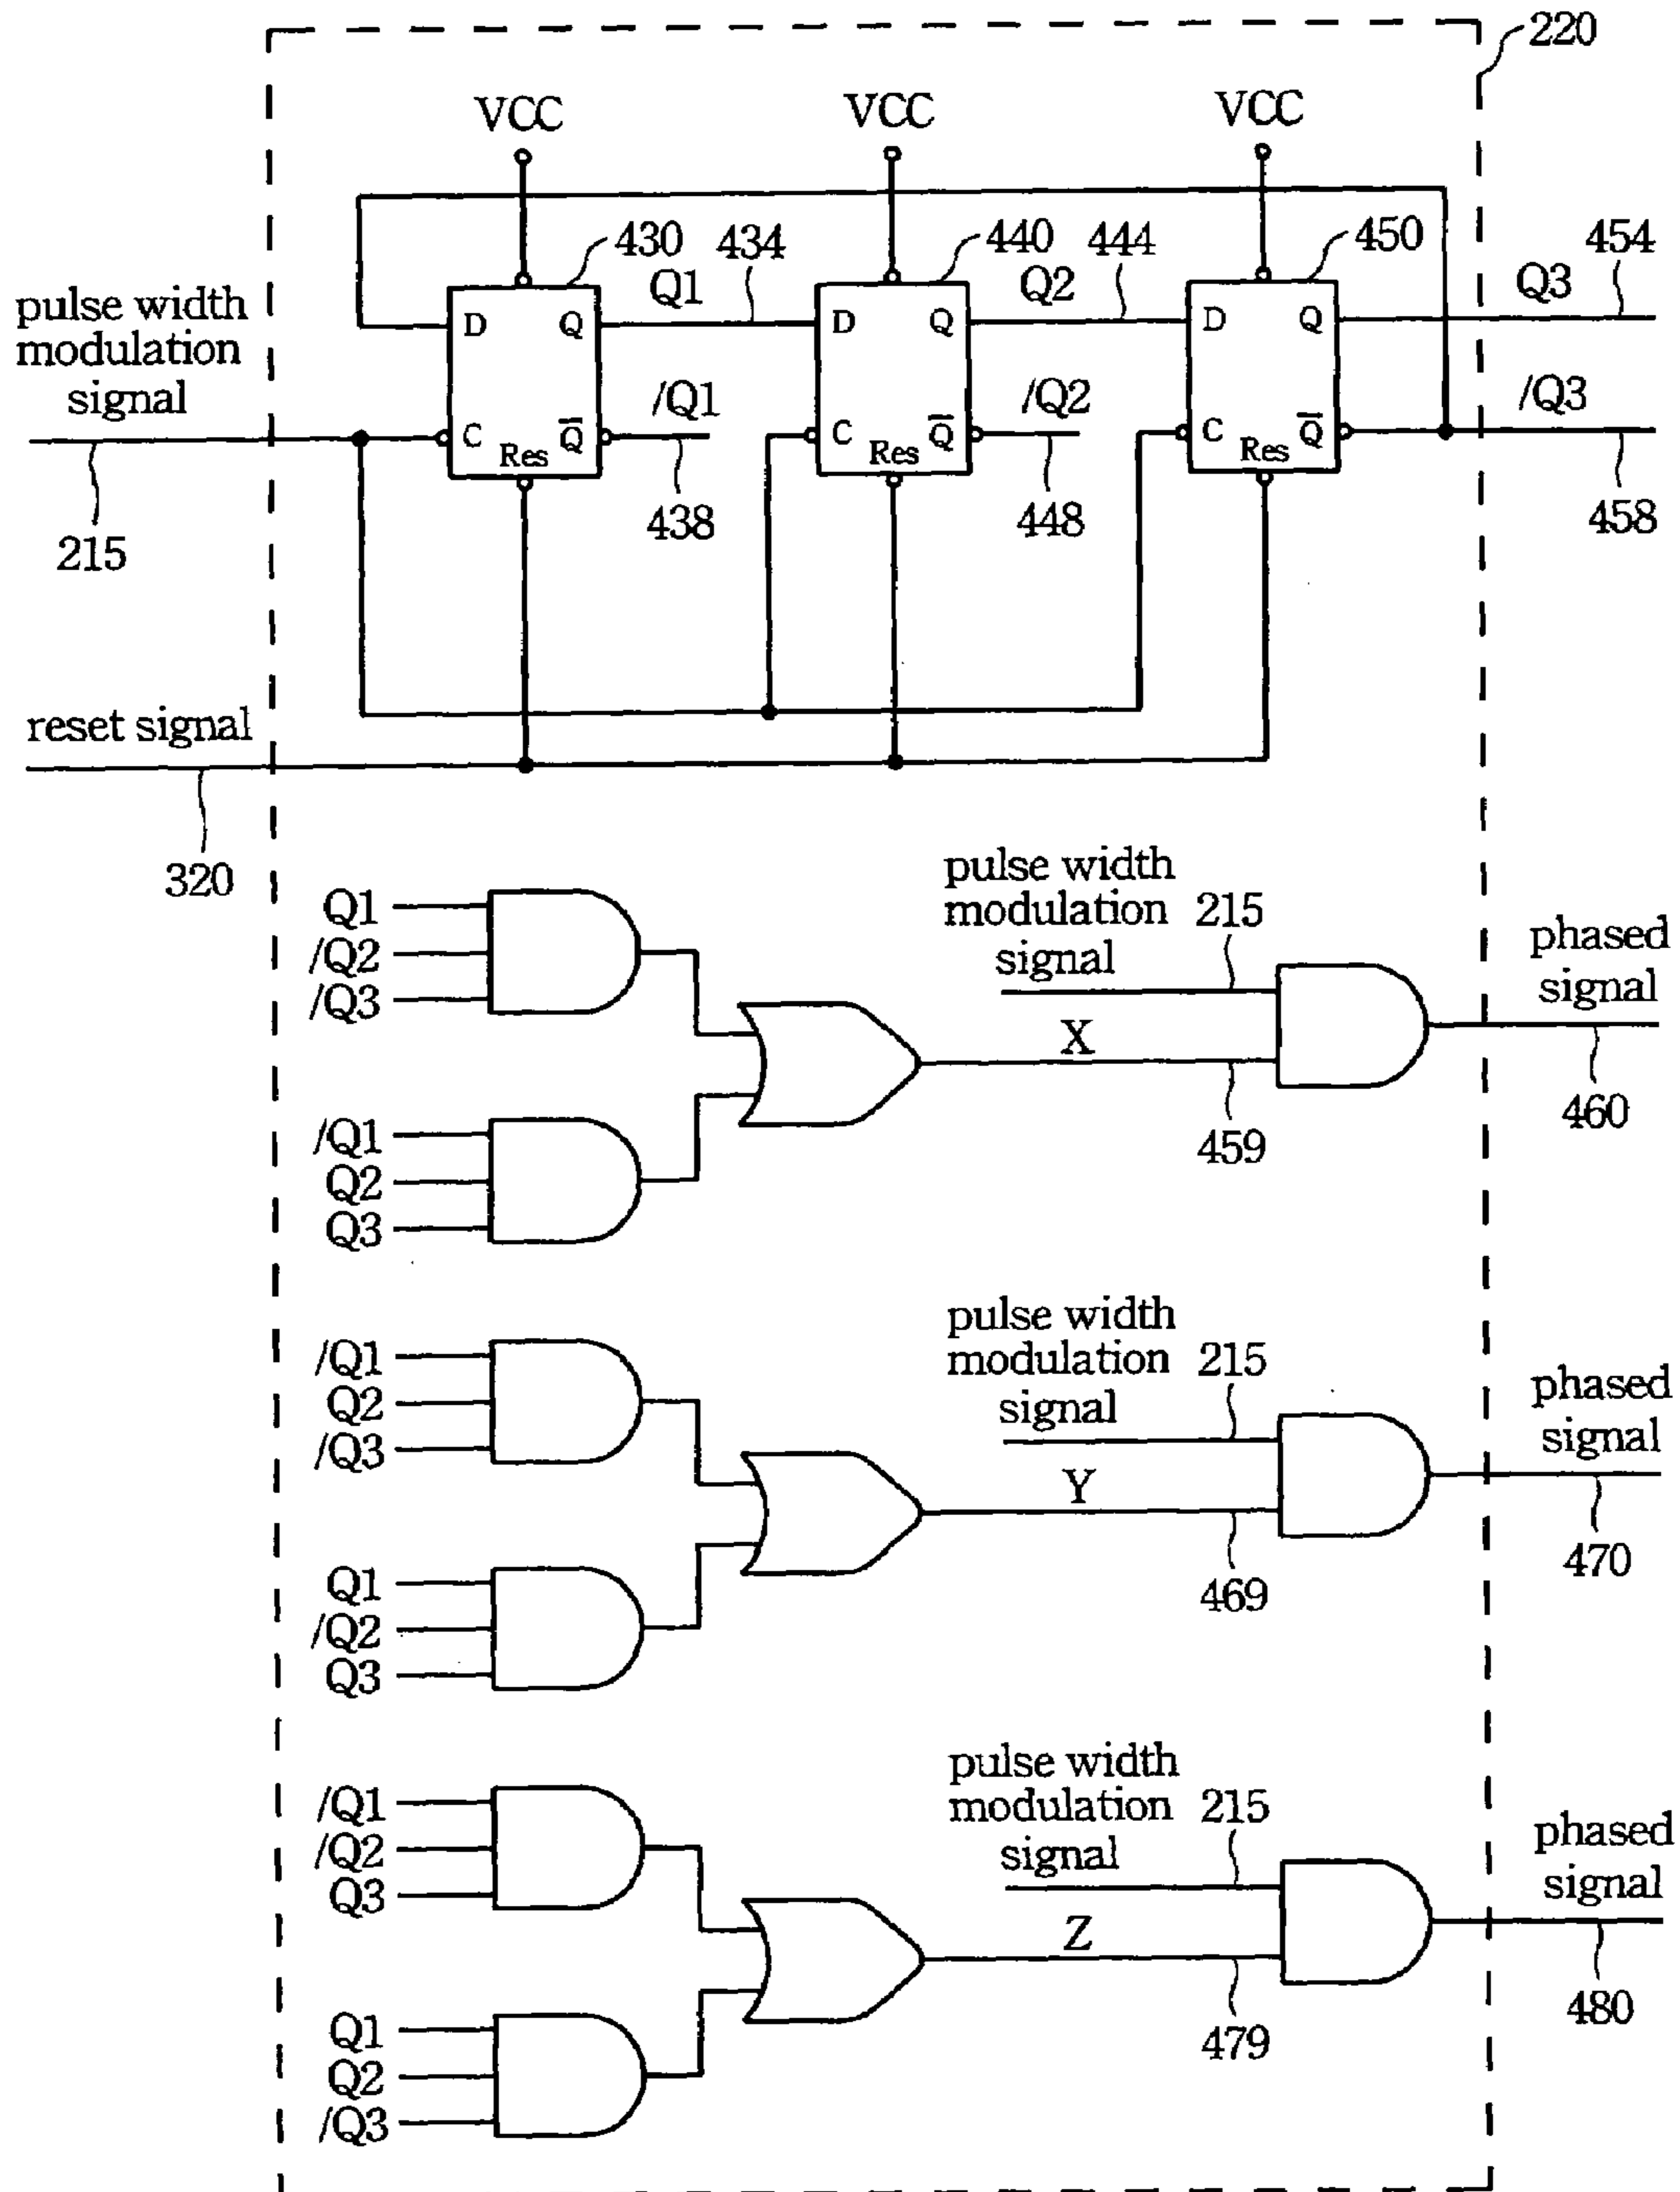 220
VCC
VCC
VCC
430
434
440
444
450
454
Q1
Q2
Q3
pulse width
modulation
signal
D
Q
D
Q
D
Q
/Q1
/Q2
/Q3
C
Res
Q̅
C
Res
Q̅
C
Res
Q̅
215
438
448
458
reset signal
320
Q1
/Q2
/Q3
pulse width
modulation
signal
215
phased
signal
X
459
460
/Q1
Q2
Q3
/Q1
Q2
/Q3
pulse width
modulation
signal
215
phased
signal
Y
469
470
Q1
/Q2
Q3
/Q1
/Q2
Q3
pulse width
modulation
signal
215
phased
signal
Z
479
480
Q1
Q2
/Q3